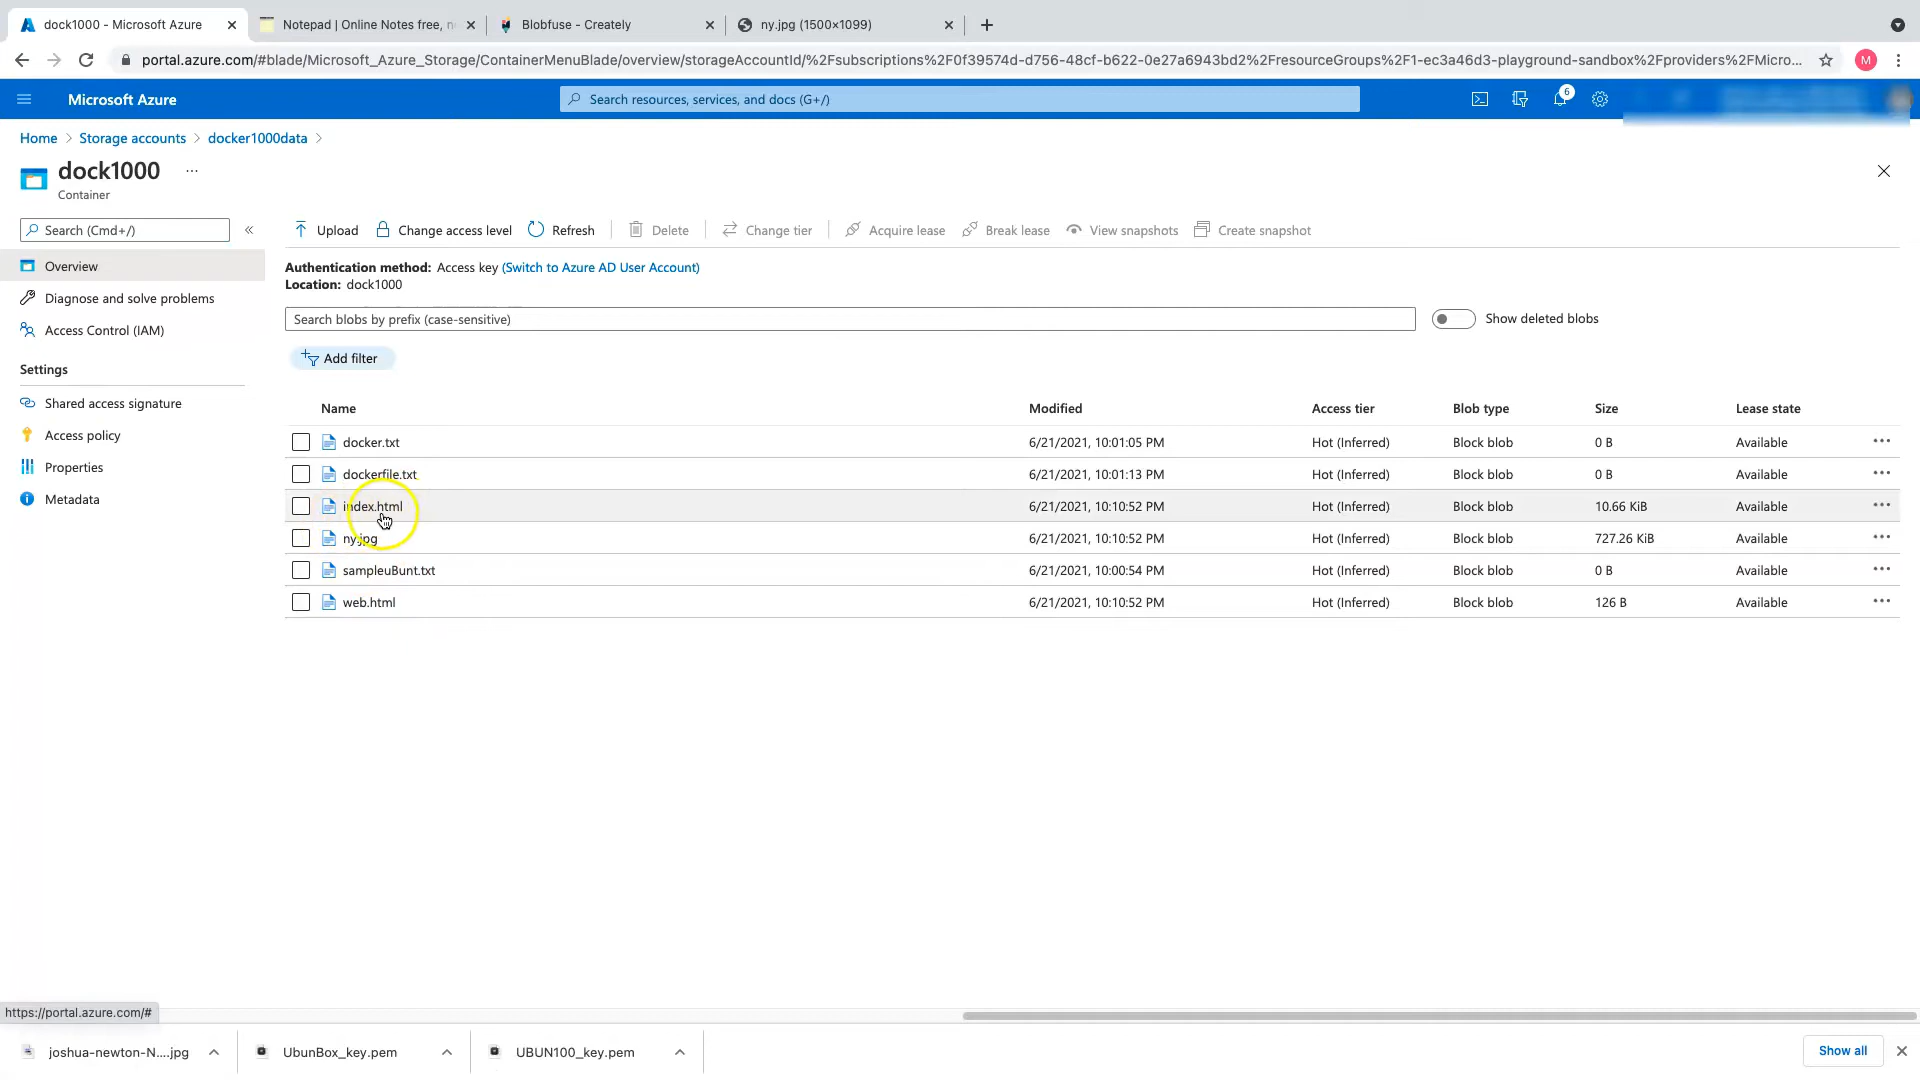 dock1000 - Microsoft Azure
Notepad | Online Notes free, n
Blobfuse - Creately
ny.jpg (1500×1099)
portal.azure.com/#blade/Microsoft_Azure_Storage/ContainerMenuBlade/overview/storageAccountId/%2Fsubscriptions%2F0f39574d-d756-48cf-b622-0e27a6943bd2%2FresourceGroups%2F1-ec3a46d3-playground-sandbox%2Fproviders%2FMicro...
M
Microsoft Azure
Search resources, services, and docs (G+/)
6
Home > Storage accounts > docker1000data >
dock1000 ...
Container
Search (Cmd+/) «
Overview
Diagnose and solve problems
Access Control (IAM)
Settings
Shared access signature
Access policy
Properties
Metadata
Upload Change access level Refresh Delete Change tier Acquire lease Break lease View snapshots Create snapshot
Authentication method: Access key (Switch to Azure AD User Account)
Location: dock1000
Search blobs by prefix (case-sensitive)
Show deleted blobs
Add filter
Name Modified Access tier Blob type Size Lease state
docker.txt 6/21/2021, 10:01:05 PM Hot (Inferred) Block blob 0 B Available ...
dockerfile.txt 6/21/2021, 10:01:13 PM Hot (Inferred) Block blob 0 B Available ...
index.html 6/21/2021, 10:10:52 PM Hot (Inferred) Block blob 10.66 KiB Available ...
ny.jpg 6/21/2021, 10:10:52 PM Hot (Inferred) Block blob 727.26 KiB Available ...
sampleuBunt.txt 6/21/2021, 10:00:54 PM Hot (Inferred) Block blob 0 B Available ...
web.html 6/21/2021, 10:10:52 PM Hot (Inferred) Block blob 126 B Available ...
https://portal.azure.com/#
joshua-newton-N....jpg
UbunBox_key.pem
UBUN100_key.pem
Show all